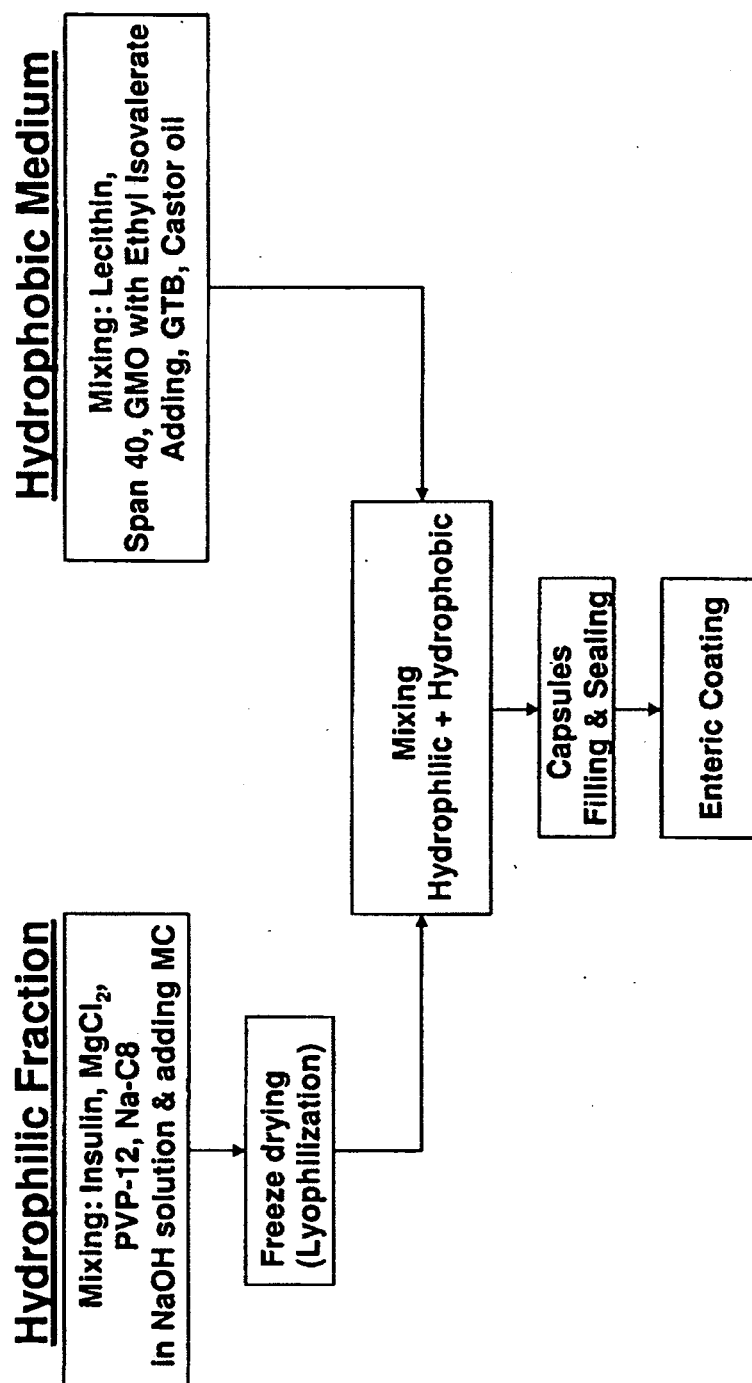 Hydrophilic Fraction
Mixing: Insulin, MgCl₂,
PVP-12, Na-C8
in NaOH solution & adding MC
Freeze drying
(Lyophilization)
Hydrophobic Medium
Mixing: Lecithin,
Span 40, GMO with Ethyl Isovalerate
Adding, GTB, Castor oil
Mixing
Hydrophilic + Hydrophobic
Capsules
Filling & Sealing
Enteric Coating